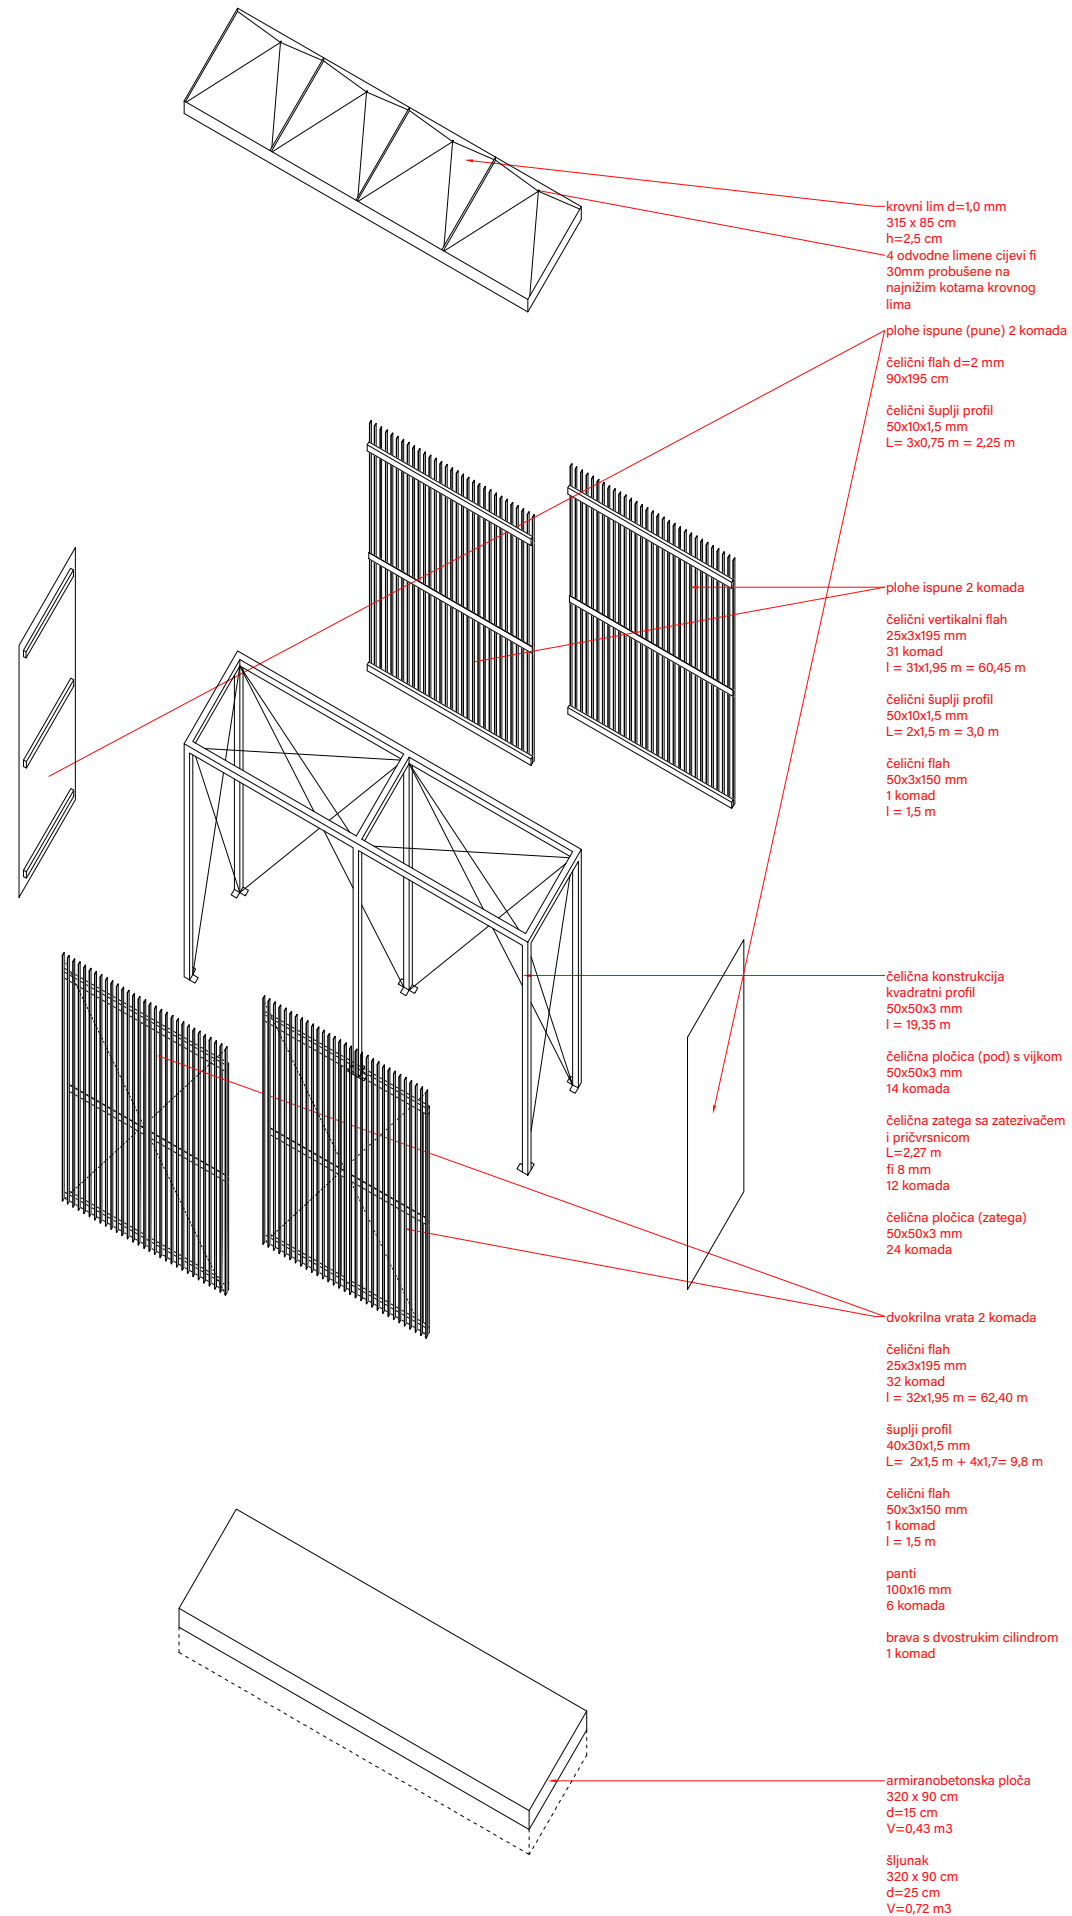 krovni lim d=1,0 mm
315 x 85 cm
h=2,5 cm
4 odvodne limene cijevi fi
30mm probušene na
najnižim kotama krovnog
lima
plohe ispune (pune) 2 komada
čelični flah d=2 mm
90x195 cm
čelični šuplji profil
50x10x1,5 mm
L= 3x0,75 m = 2,25 m
plohe ispune 2 komada
čelični vertikalni flah
25x3x195 mm
31 komad
l = 31x1,95 m = 60,45 m
čelični šuplji profil
50x10x1,5 mm
L= 2x1,5 m = 3,0 m
čelični flah
50x3x150 mm
1 komad
l = 1,5 m
čelična konstrukcija
kvadratni profil
50x50x3 mm
l = 19,35 m
čelična pločica (pod) s vijkom
50x50x3 mm
14 komada
čelična zatega sa zatezivačem
i pričvrsnicom
L=2,27 m
fi 8 mm
12 komada
čelična pločica (zatega)
50x50x3 mm
24 komada
dvokrilna vrata 2 komada
čelični flah
25x3x195 mm
32 komad
l = 32x1,95 m = 62,40 m
šuplji profil
40x30x1,5 mm
L=  2x1,5 m + 4x1,7= 9,8 m
čelični flah
50x3x150 mm
1 komad
l = 1,5 m
panti
100x16 mm
6 komada
brava s dvostrukim cilindrom
1 komad
armiranobetonska ploča
320 x 90 cm
d=15 cm
V=0,43 m3
šljunak
320 x 90 cm
d=25 cm
V=0,72 m3